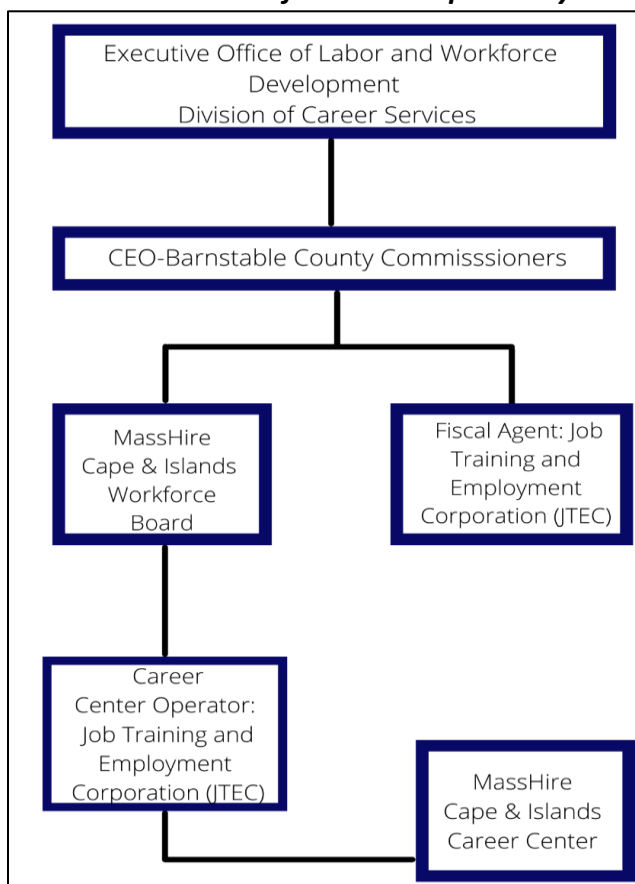 Executive Office of Labor and Workforce
Development
Division of Career Services
CEO-Barnstable County Commisssioners
MassHire
Cape & Islands
Workforce
Board
Fiscal Agent: Job
Training and
Employment
Corporation (JTEC)
Career
Center Operator:
Job Training and
Employment
Corporation (JTEC)
MassHire
Cape & Islands
Career Center